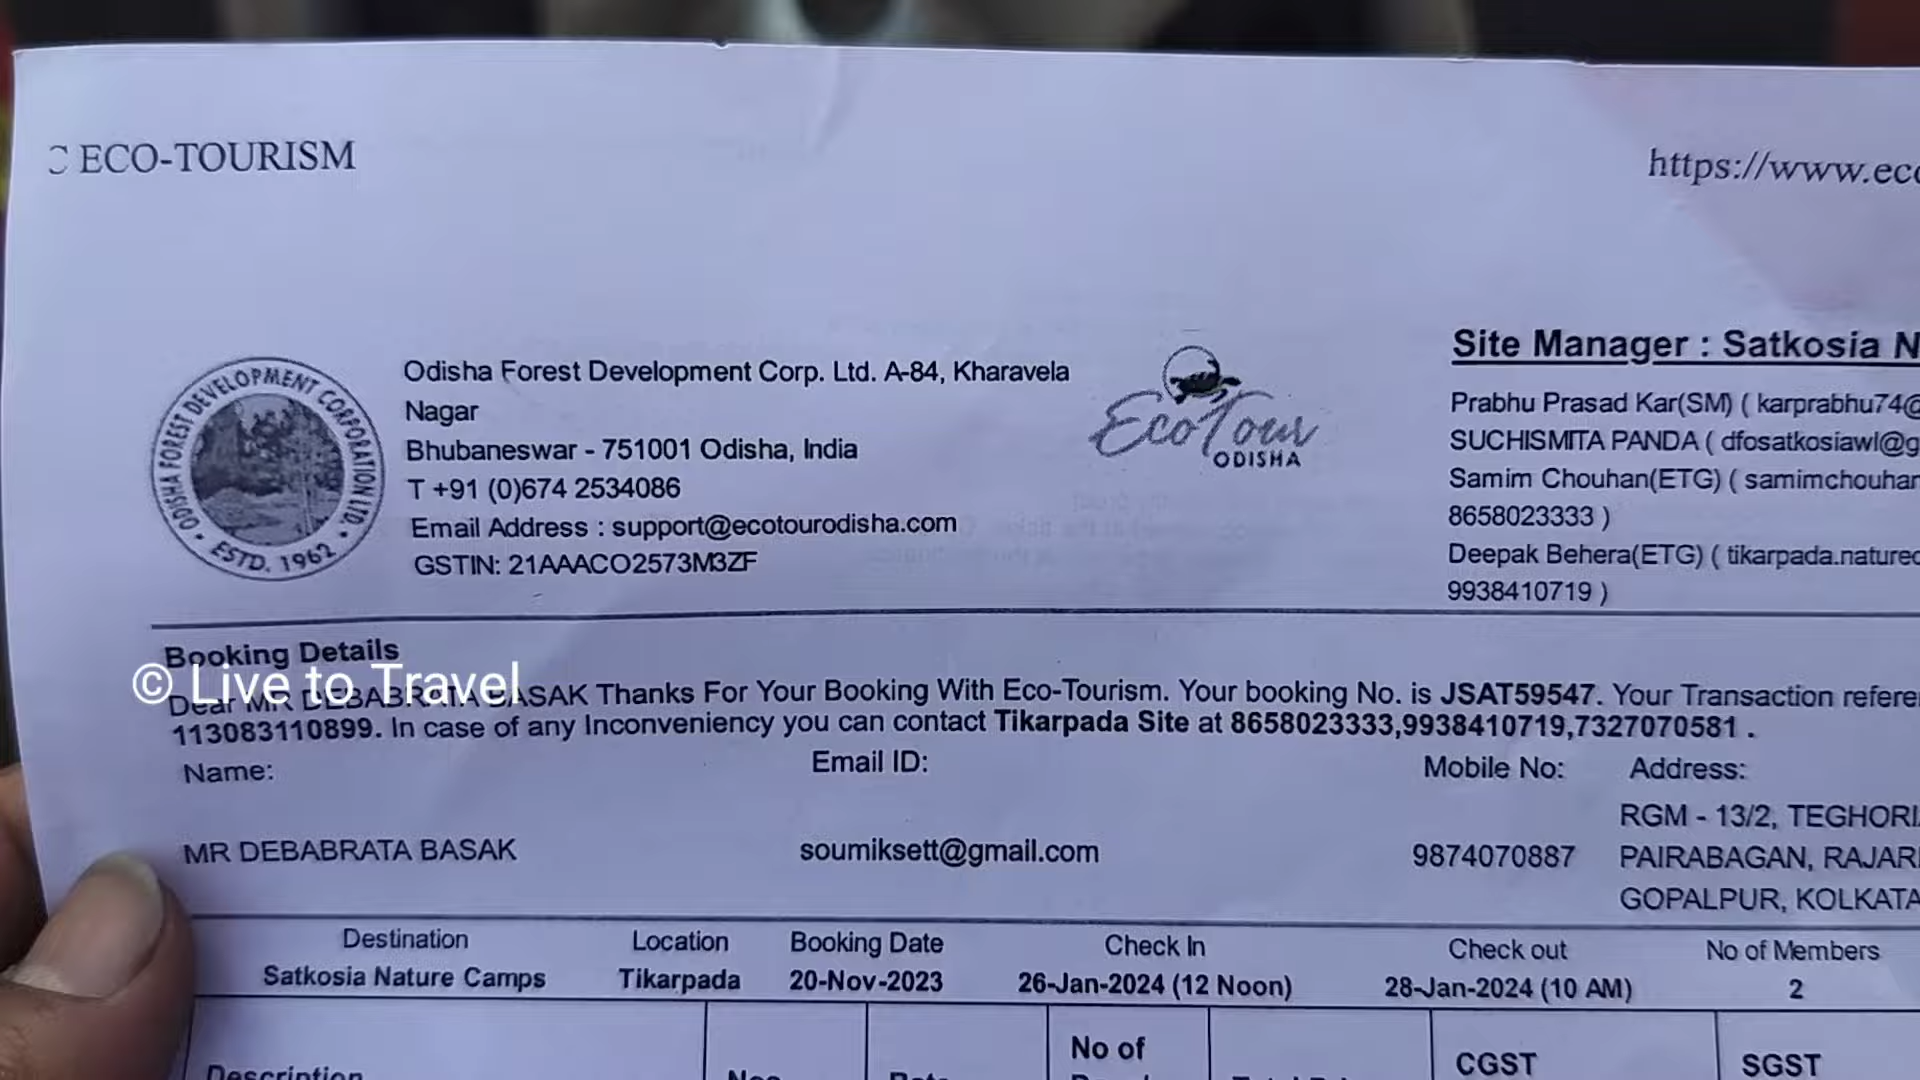 ECO-TOURISM
https://www.eco
ODISHA FOREST DEVELOPMENT CORPORATION LTD.
ESTD. 1962
Odisha Forest Development Corp. Ltd. A-84, Kharavela
Nagar
Bhubaneswar - 751001 Odisha, India
T +91 (0)674 2534086
Email Address : support@ecotourodisha.com
GSTIN: 21AAACO2573M3ZF
EcoTour
ODISHA
Site Manager : Satkosia N
Prabhu Prasad Kar(SM) ( karprabhu74@
SUCHISMITA PANDA ( dfosatkosiawl@g
Samim Chouhan(ETG) ( samimchouhan
8658023333 )
Deepak Behera(ETG) ( tikarpada.naturec
9938410719 )
Booking Details
© Live to Travel
Dear MR DEBABRATA BASAK Thanks For Your Booking With Eco-Tourism. Your booking No. is JSAT59547. Your Transaction refere
113083110899. In case of any Inconveniency you can contact Tikarpada Site at 8658023333,9938410719,7327070581 .
Name: Email ID: Mobile No: Address:
MR DEBABRATA BASAK soumiksett@gmail.com 9874070887 RGM - 13/2, TEGHORI
PAIRABAGAN, RAJAR
GOPALPUR, KOLKATA
Destination Location Booking Date Check In Check out No of Members
Satkosia Nature Camps Tikarpada 20-Nov-2023 26-Jan-2024 (12 Noon) 28-Jan-2024 (10 AM) 2
Description No of CGST SGST